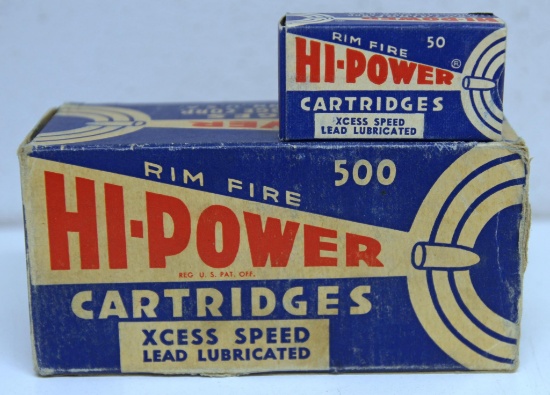 RIM FIRE 50
HI-POWER ®
CARTRIDGES
XCESS SPEED
LEAD LUBRICATED
RIM FIRE 500
HI-POWER
REG. U. S. PAT. OFF.
CARTRIDGES
XCESS SPEED
LEAD LUBRICATED